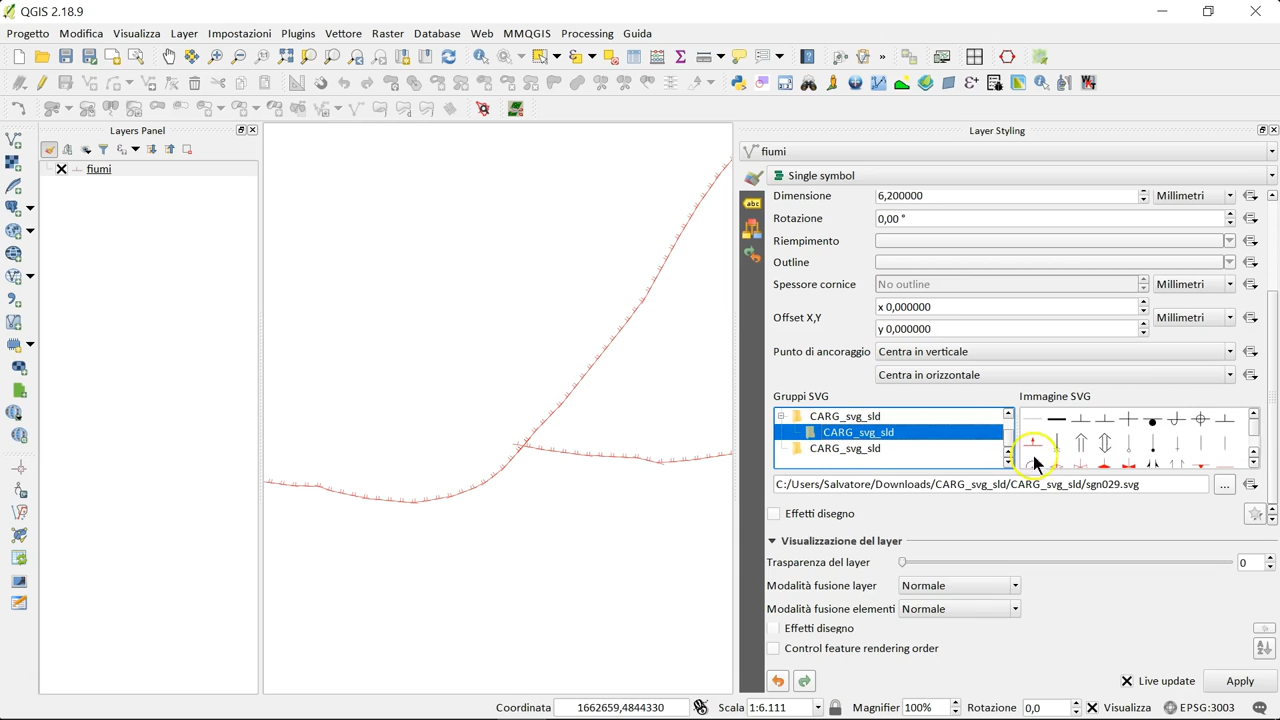 QGIS 2.18.9
Progetto Modifica Visualizza Layer Impostazioni Plugins Vettore Raster Database Web MMQGIS Processing Guida
Layers Panel
fiumi
Layer Styling
fiumi
Single symbol
Dimensione 6,200000 Millimetri
Rotazione 0,00 °
Riempimento
Outline
Spessore cornice No outline Millimetri
x 0,000000
Offset X,Y Millimetri
y 0,000000
Punto di ancoraggio Centra in verticale
Centra in orizzontale
Gruppi SVG Immagine SVG
CARG_svg_sld
CARG_svg_sld
CARG_svg_sld
C:/Users/Salvatore/Downloads/CARG_svg_sld/CARG_svg_sld/sgn029.svg ...
Effetti disegno
Visualizzazione del layer
Trasparenza del layer 0
Modalità fusione layer Normale
Modalità fusione elementi Normale
Effetti disegno
Control feature rendering order
Live update Apply
Coordinata 1662659,4844330 Scala 1:6.111 Magnifier 100% Rotazione 0,0 Visualizza EPSG:3003